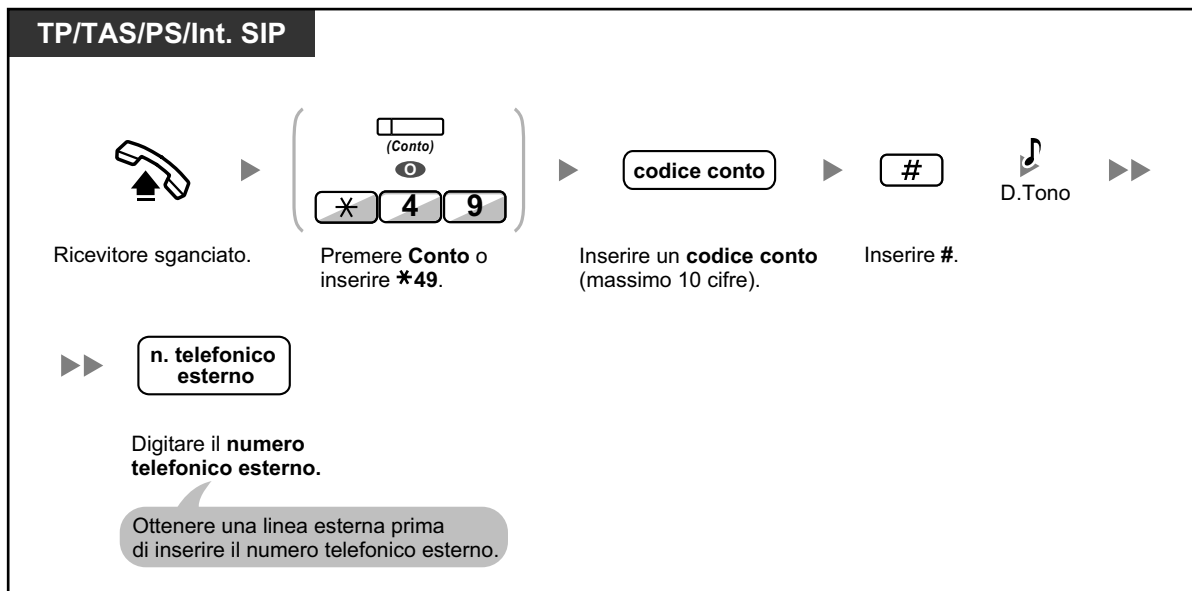 TP/TAS/PS/Int. SIP
(Conto)
O
* 4 9
codice conto
#
D.Tono
Ricevitore sganciato.
Premere Conto o
inserire *49.
Inserire un codice conto
(massimo 10 cifre).
Inserire #.
n. telefonico
esterno
Digitare il numero
telefonico esterno.
Ottenere una linea esterna prima
di inserire il numero telefonico esterno.